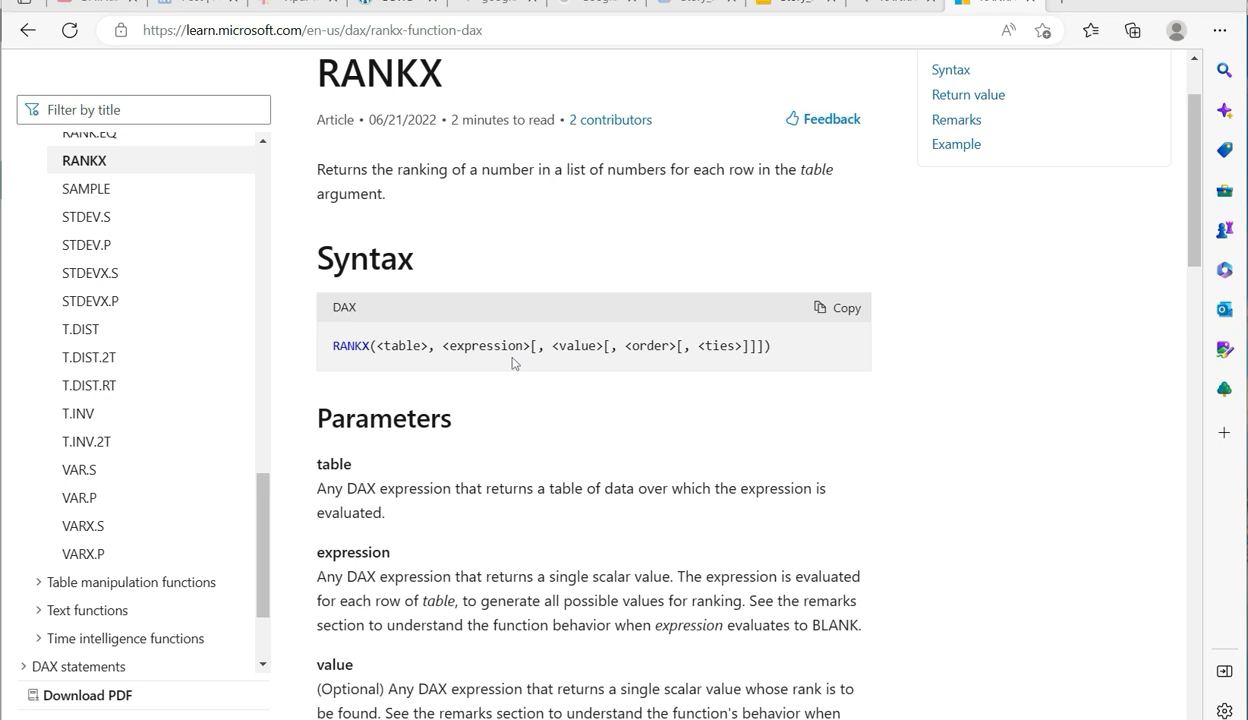 https://learn.microsoft.com/en-us/dax/rankx-function-dax
Filter by title
RANK.EQ
RANKX
SAMPLE
STDEV.S
STDEV.P
STDEVX.S
STDEVX.P
T.DIST
T.DIST.2T
T.DIST.RT
T.INV
T.INV.2T
VAR.S
VAR.P
VARX.S
VARX.P
Table manipulation functions
Text functions
Time intelligence functions
DAX statements
Download PDF
RANKX
Article • 06/21/2022 • 2 minutes to read • 2 contributors
Feedback
Returns the ranking of a number in a list of numbers for each row in the table
argument.
Syntax
DAX
Copy
RANKX(<table>, <expression>[, <value>[, <order>[, <ties>]]])
Parameters
table
Any DAX expression that returns a table of data over which the expression is
evaluated.
expression
Any DAX expression that returns a single scalar value. The expression is evaluated
for each row of table, to generate all possible values for ranking. See the remarks
section to understand the function behavior when expression evaluates to BLANK.
value
(Optional) Any DAX expression that returns a single scalar value whose rank is to
be found. See the remarks section to understand the function's behavior when
Syntax
Return value
Remarks
Example